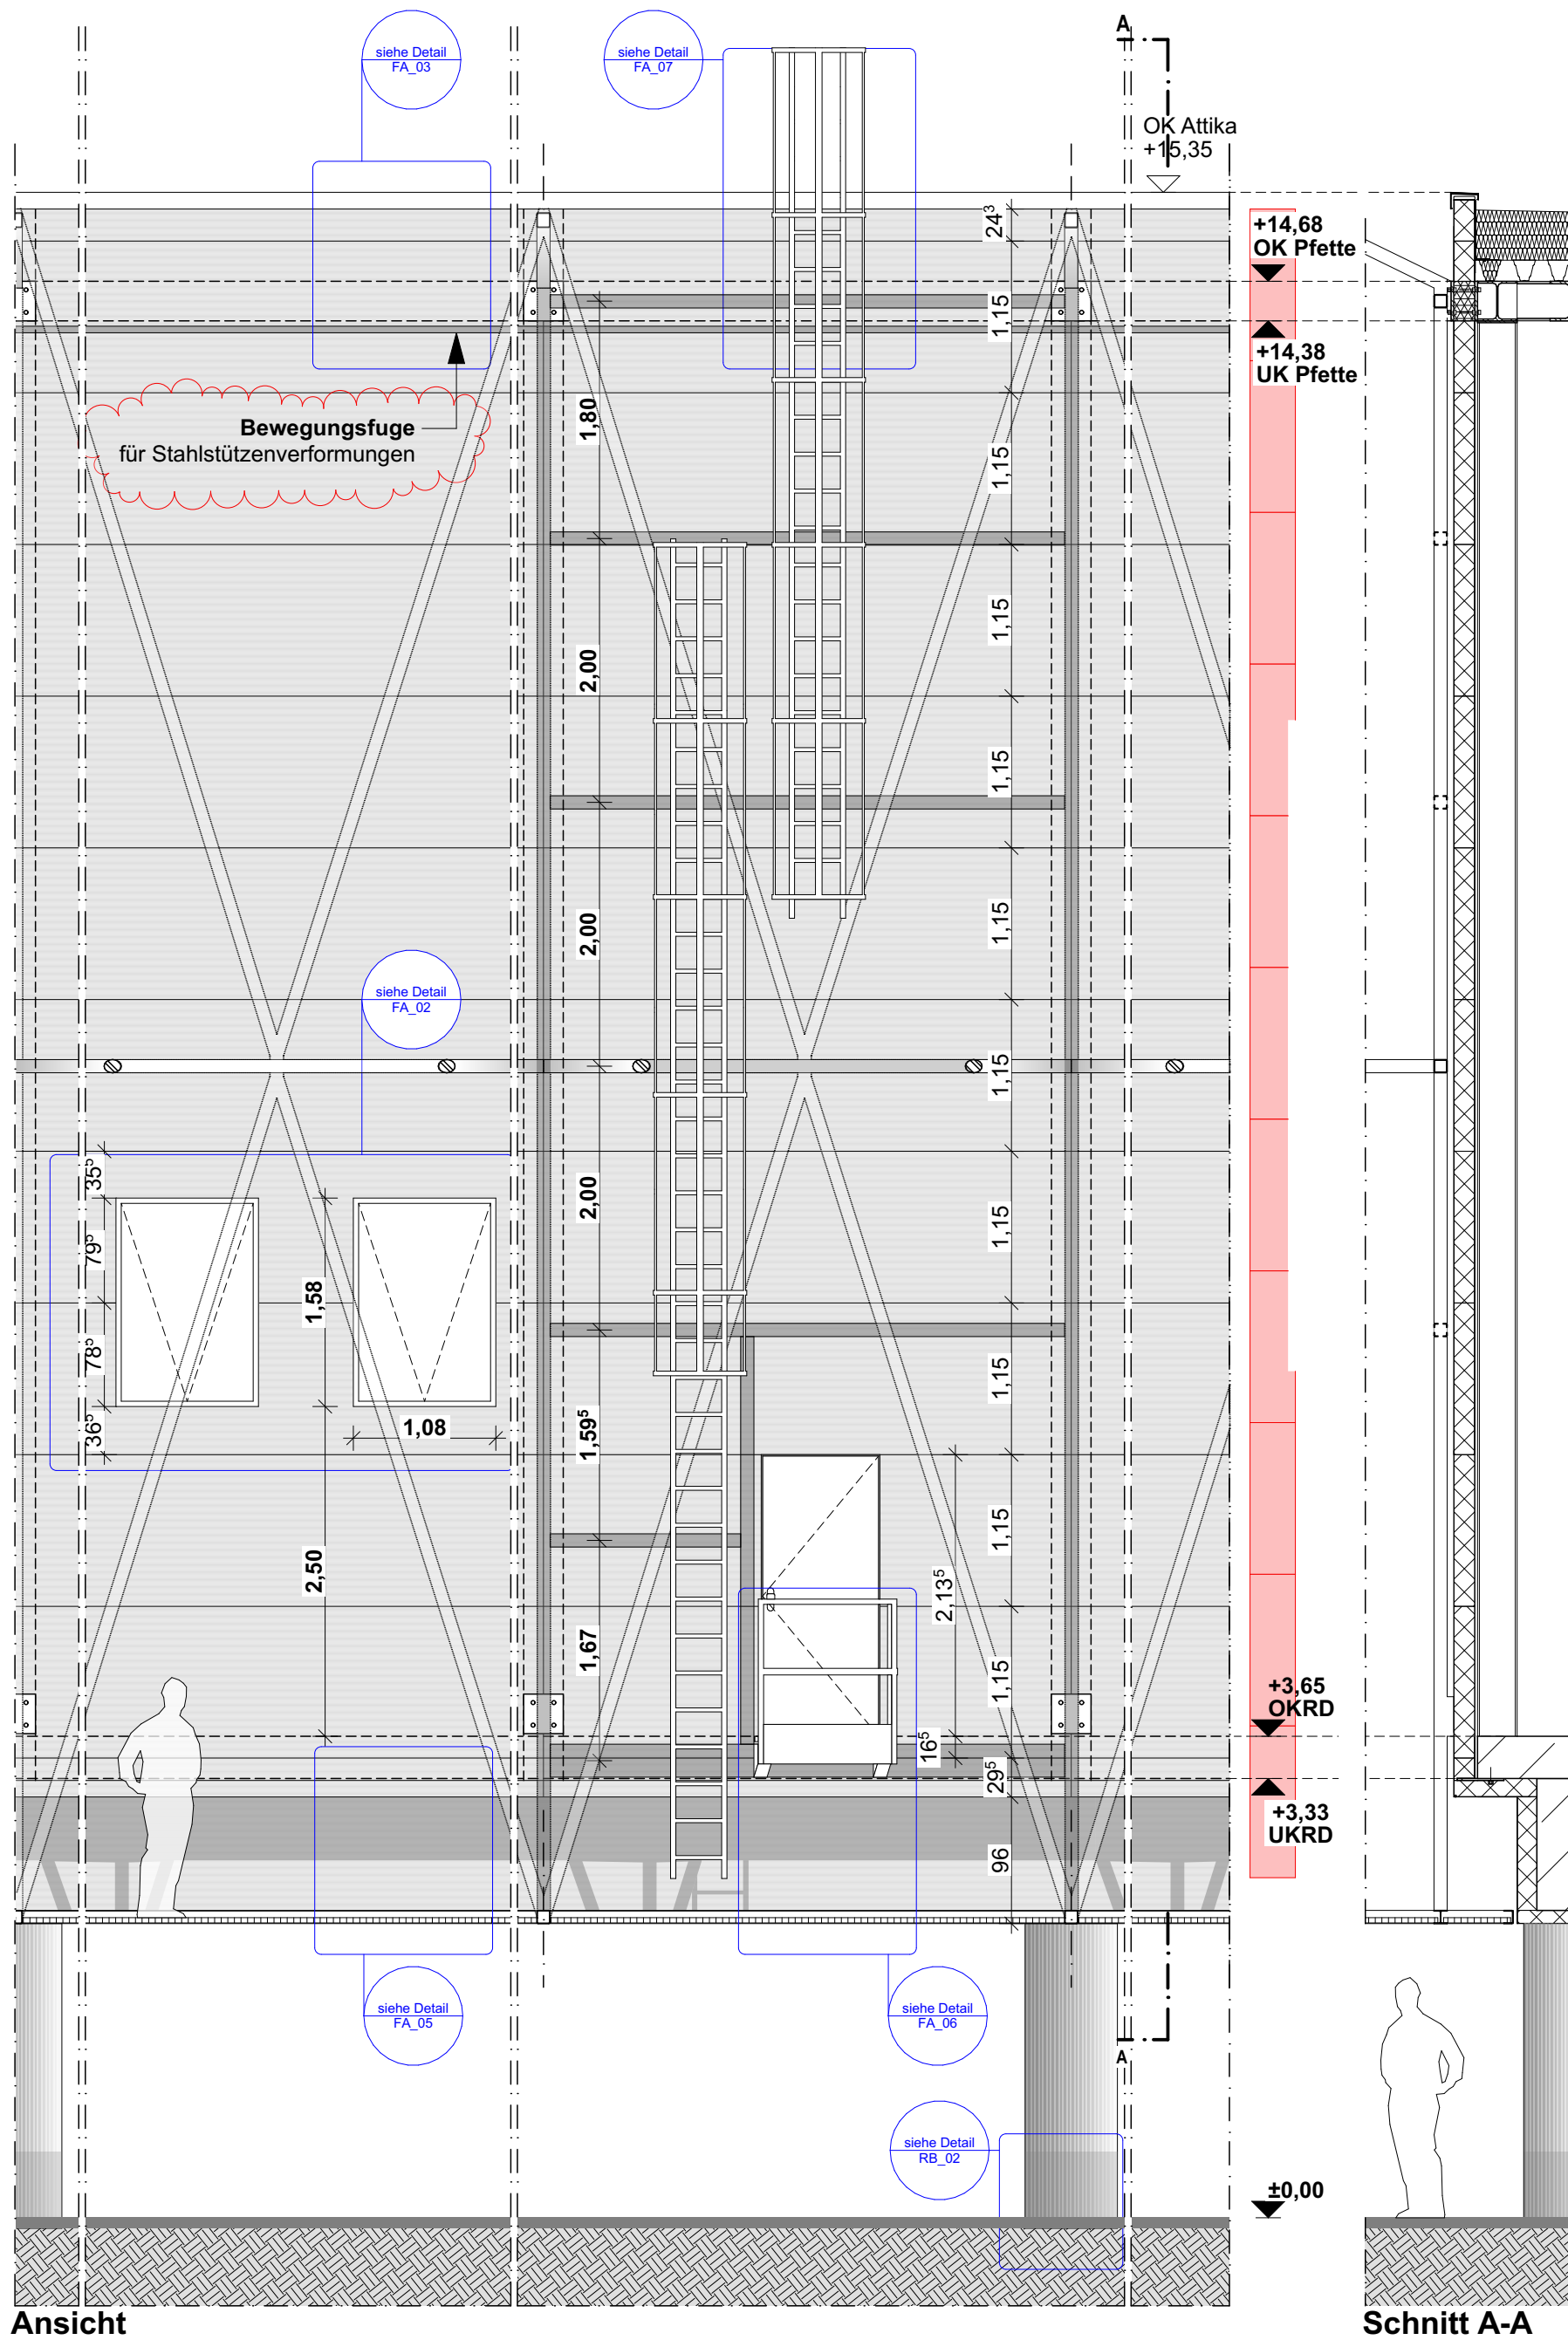 siehe Detail
FA_03
siehe Detail
FA_07
A
OK Attika
+15,35
24³
+14,68
OK Pfette
1,15
+14,38
UK Pfette
1,80
Bewegungsfuge
für Stahlstützenverformungen
1,15
1,15
2,00
1,15
2,00
1,15
siehe Detail
FA_02
1,15
35⁵
2,00
1,15
79⁵
1,58
78⁵
1,15
36⁵
1,08
1,59⁵
1,15
2,50
2,13⁵
1,67
1,15
+3,65
OKRD
16⁵
29⁵
+3,33
UKRD
96
siehe Detail
FA_05
siehe Detail
FA_06
A
siehe Detail
RB_02
±0,00
Ansicht
Schnitt A-A